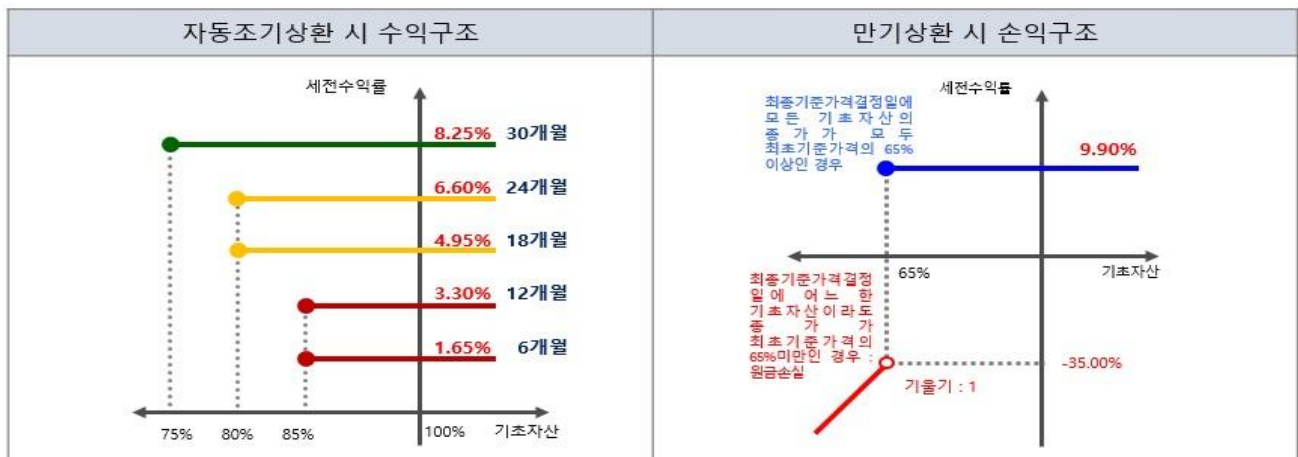 자동조기상환 시 수익구조
세전수익률
8.25% 30개월
6.60% 24개월
4.95% 18개월
3.30% 12개월
1.65% 6개월
75% 80% 85% 100% 기초자산
만기상환 시 손익구조
세전수익률
최종기준가격결정일에
모든 기초자산의
종가가 모두
최초기준가격의 65%
이상인 경우
9.90%
65%
기초자산
최종기준가격결정
일에 어느 한
기초자산이라도
종가가
최초기준가격의
65%미만인 경우 :
원금손실
-35.00%
기울기 : 1